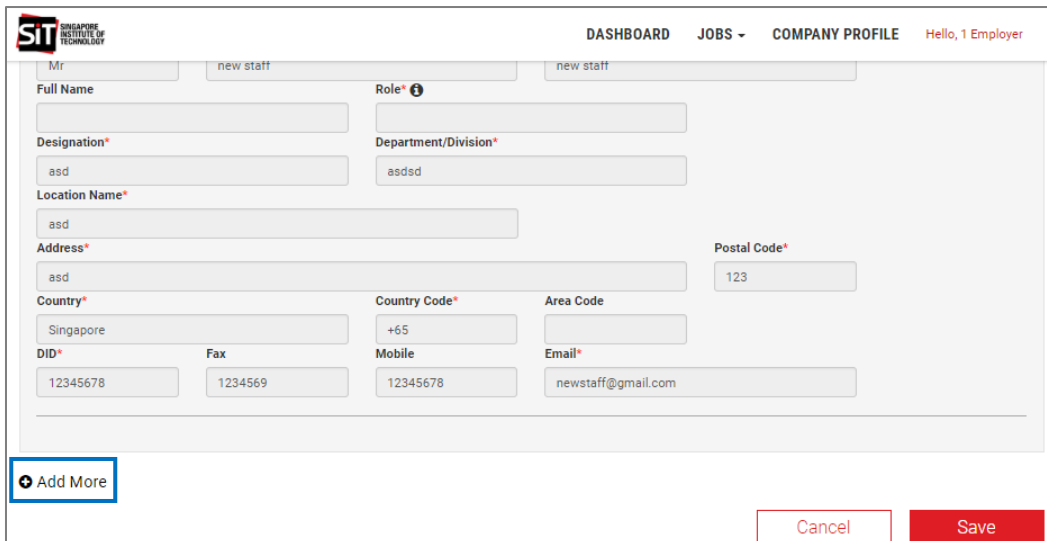 SiT SINGAPORE INSTITUTE OF TECHNOLOGY
DASHBOARD JOBS COMPANY PROFILE Hello, 1 Employer
Mr new staff new staff
Full Name Role*
Designation* Department/Division*
asd asdsd
Location Name*
asd
Address* Postal Code*
asd 123
Country* Country Code* Area Code
Singapore +65
DID* Fax Mobile Email*
12345678 1234569 12345678 newstaff@gmail.com
Add More
Cancel Save